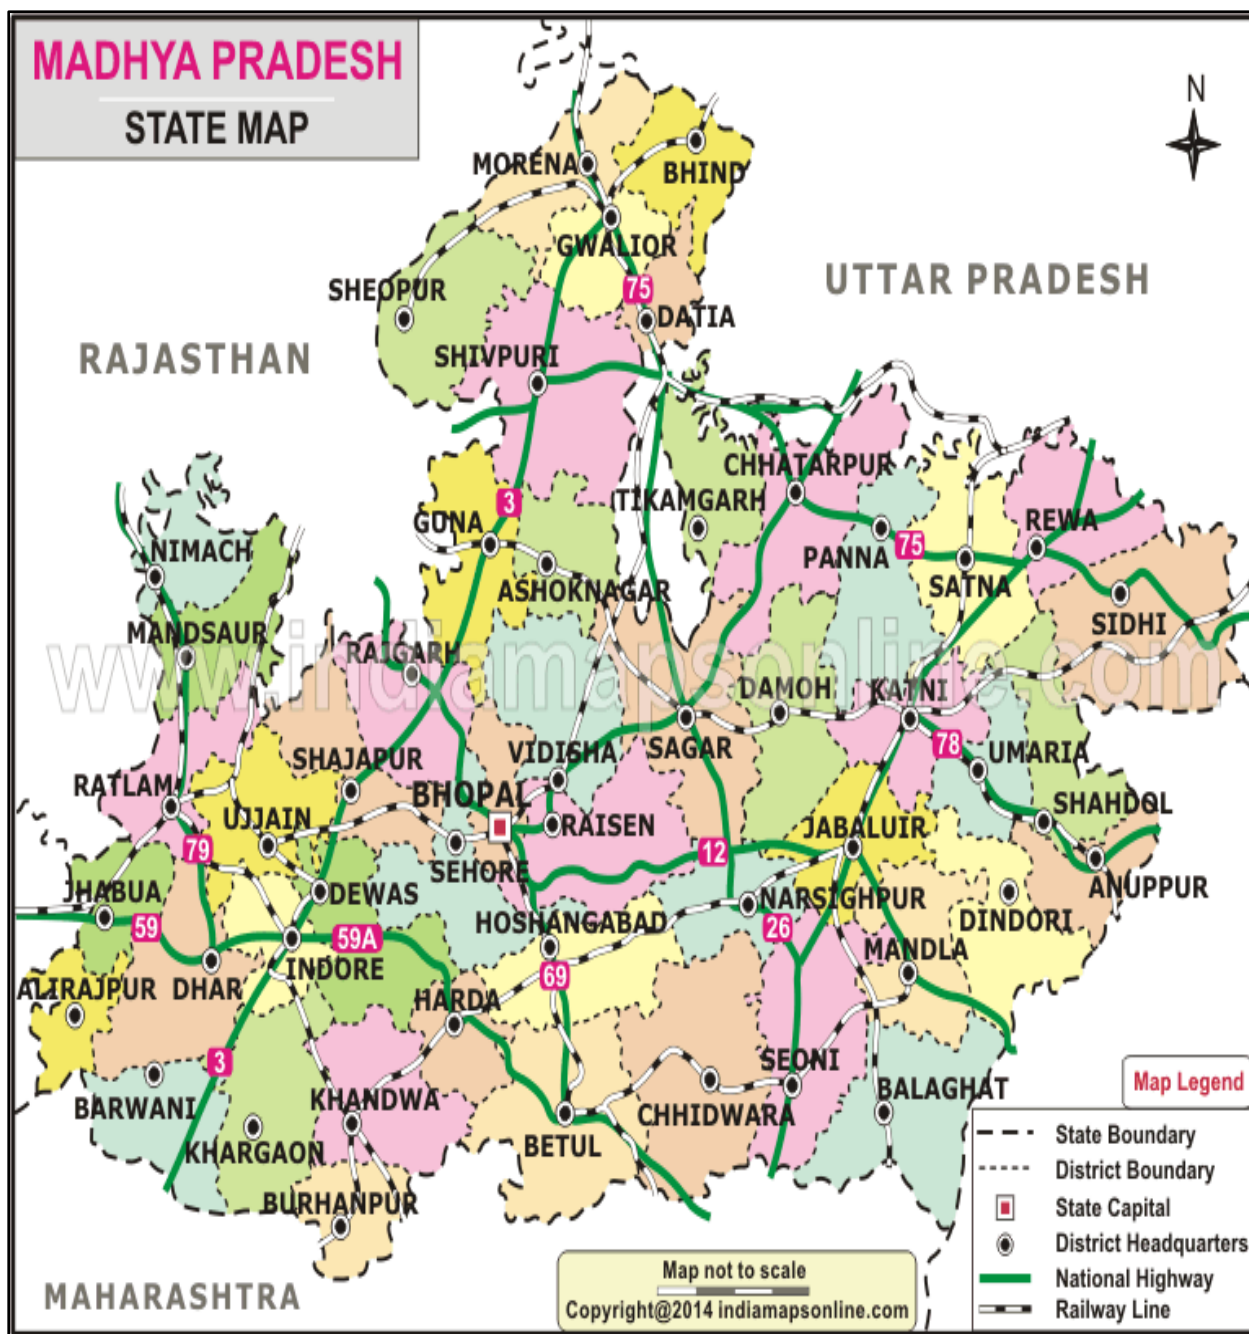 MADHYA PRADESH
STATE MAP
N
MORENA
BHIND
GWALIOR
UTTAR PRADESH
SHEOPUR
75
DATIA
RAJASTHAN
SHIVPURI
CHHATARPUR
TIKAMGARH
3
GUNA
REWA
NIMACH
PANNA
75
SATNA
ASHOKNAGAR
SIDHI
MANDSAUR
RAJGARH
www.indiamapsonline.com
DAMOH
KATNI
SHAJAPUR
VIDISHA
SAGAR
78
UMARIA
RATLAM
BHOPAL
SHAHDOL
UJJAIN
RAISEN
JABALUIR
79
12
SEHORE
JHABUA
DEWAS
NARSIGHPUR
ANUPPUR
59
59A
HOSHANGABAD
26
DINDORI
INDORE
MANDLA
ALIRAJPUR
DHAR
69
HARDA
3
SEONI
BARWANI
KHANDWA
CHHIDWARA
BALAGHAT
Map Legend
KHARGAON
BETUL
State Boundary
District Boundary
BURHANPUR
State Capital
District Headquarters
MAHARASHTRA
Map not to scale
National Highway
Copyright@2014 indiamapsonline.com
Railway Line